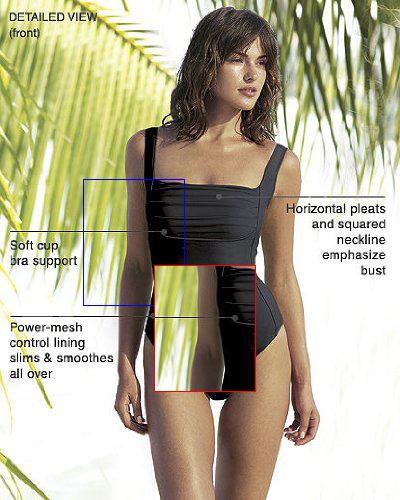 DETAILED VIEW
(front)
Horizontal pleats
and squared
neckline
emphasize
bust
Soft cup
bra support
Power-mesh
control lining
slims & smoothes
all over